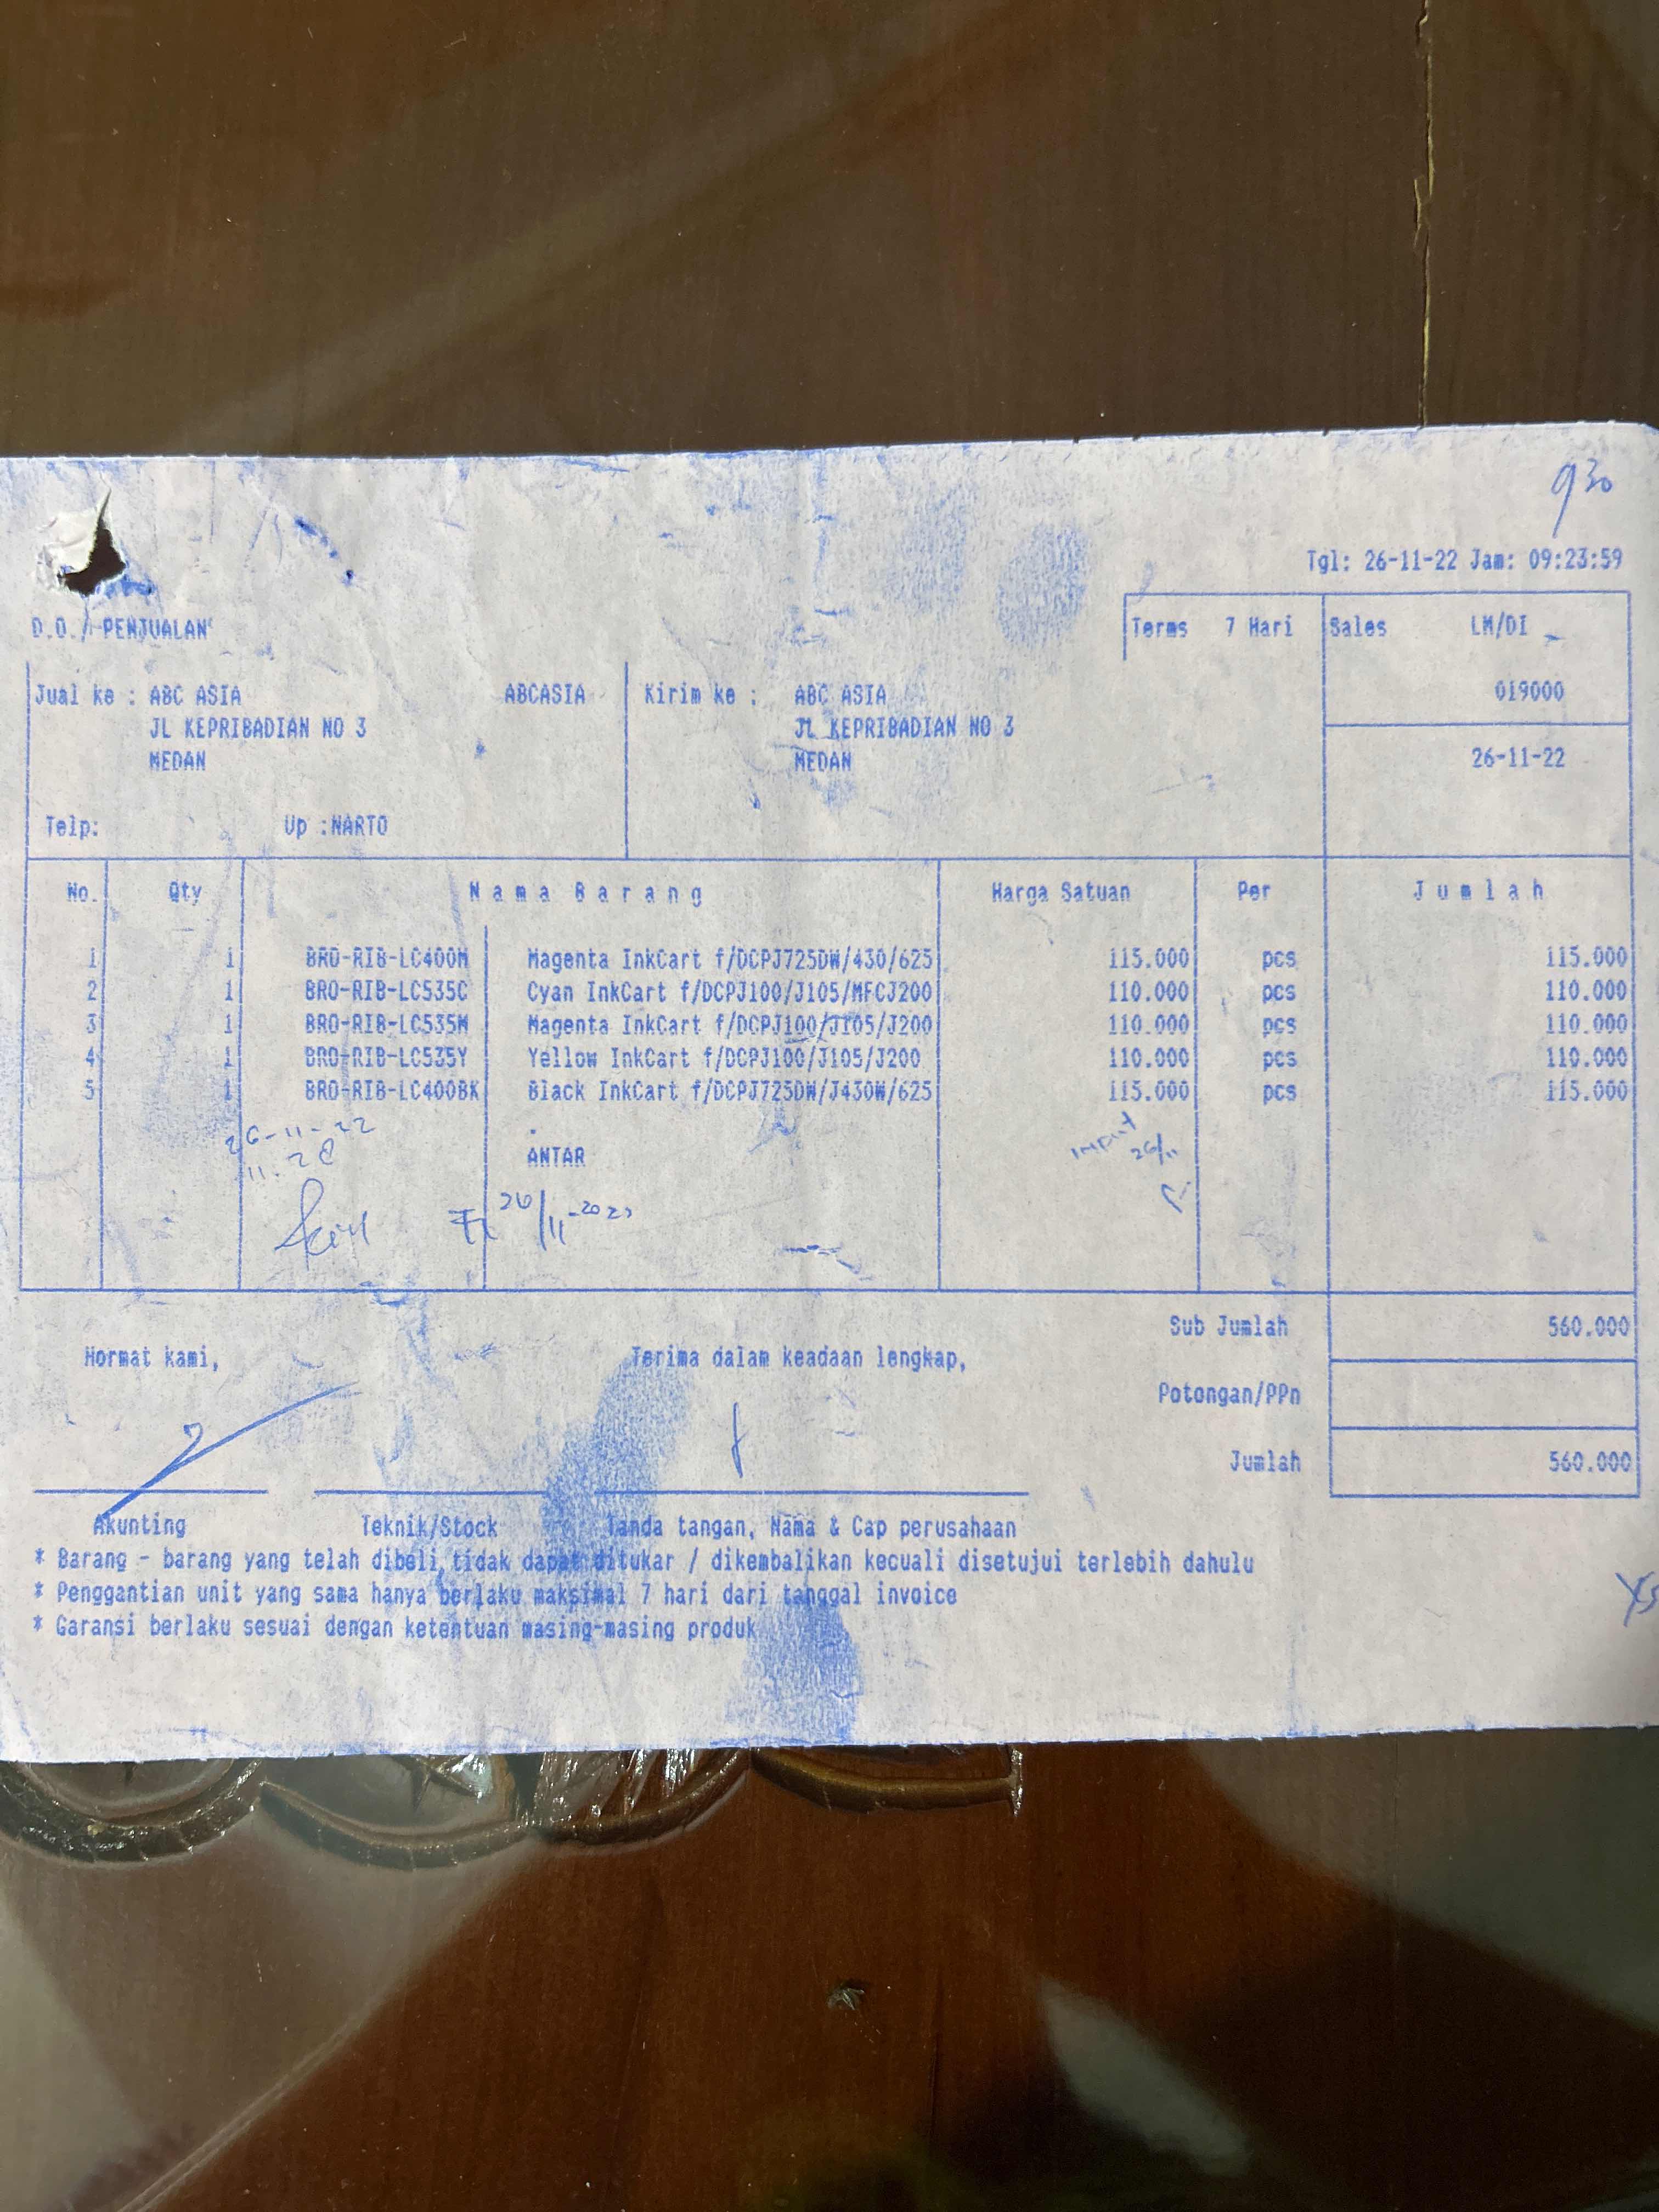 930
Tgl: 26-11-22 Jam: 09:23:59
D.O./ PENJUALAN
Terms 7 Hari Sales LM/DI
Jual ke : ABC ASIA ABCASIA Kirim ke : ABC ASIA 019000
JL KEPRIBADIAN NO 3 JL KEPRIBADIAN NO 3
MEDAN MEDAN 26-11-22
Telp: Up :NARTO
No. Qty Nama Barang Harga Satuan Per Jumlah
1 1 BRO-RIB-LC400M Magenta InkCart f/DCPJ725DW/430/625 115.000 pcs 115.000
2 1 BRO-RIB-LC535C Cyan InkCart f/DCPJ100/J105/MFCJ200 110.000 pcs 110.000
3 1 BRO-RIB-LC535M Magenta InkCart f/DCPJ100/J105/J200 110.000 pcs 110.000
4 1 BRO-RIB-LC535Y Yellow InkCart f/DCPJ100/J105/J200 110.000 pcs 110.000
5 1 BRO-RIB-LC400BK Black InkCart f/DCPJ725DW/J430W/625 115.000 pcs 115.000
.
26-11-22 INPUT
11.28 ANTAR 26/11
26/11-2022
Sub Jumlah 560.000
Hormat kami, Terima dalam keadaan lengkap,
Potongan/PPn
Jumlah 560.000
Akunting Teknik/Stock Tanda tangan, Nama & Cap perusahaan
* Barang - barang yang telah dibeli tidak dapat ditukar / dikembalikan kecuali disetujui terlebih dahulu
* Penggantian unit yang sama hanya berlaku maksimal 7 hari dari tanggal invoice
* Garansi berlaku sesuai dengan ketentuan masing-masing produk